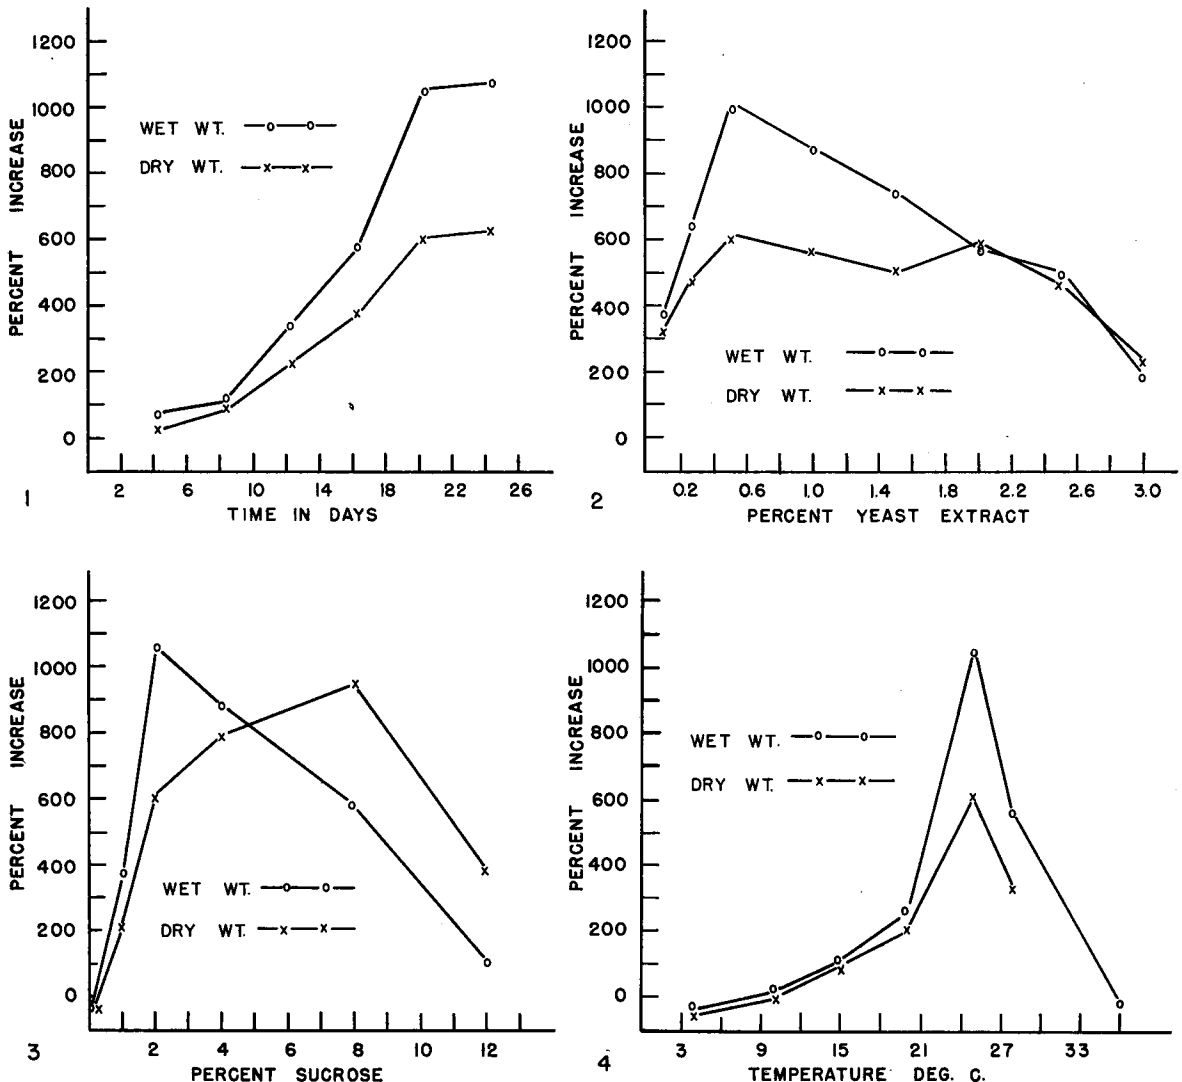 1200
1000
800
600
400
200
0
PERCENT INCREASE
WET WT.
DRY WT.
2 6 10 14 18 22 26
TIME IN DAYS
1
1200
1000
800
600
400
200
0
PERCENT INCREASE
WET WT.
DRY WT.
0.2 0.6 1.0 1.4 1.8 2.2 2.6 3.0
PERCENT YEAST EXTRACT
2
1200
1000
800
600
400
200
0
PERCENT INCREASE
WET WT.
DRY WT.
2 4 6 8 10 12
PERCENT SUCROSE
3
1200
1000
800
600
400
200
0
PERCENT INCREASE
WET WT.
DRY WT.
3 9 15 21 27 33
TEMPERATURE DEG. C.
4